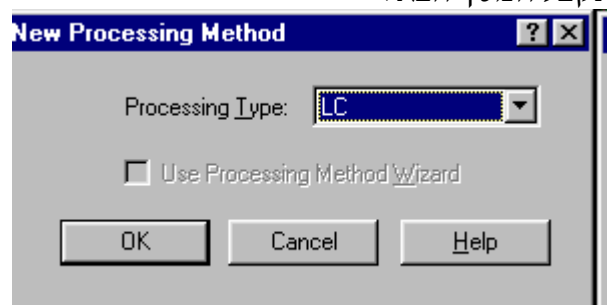 New Processing Method
Processing Type: LC
Use Processing Method Wizard
OK Cancel Help